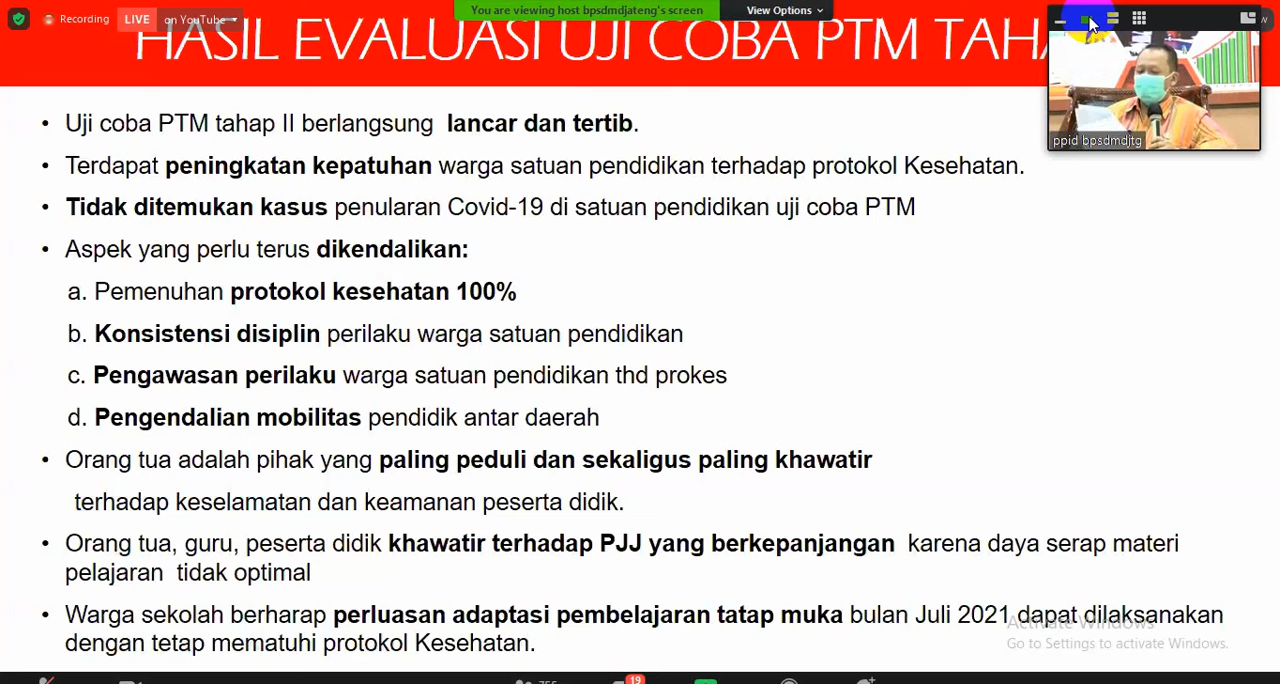 Recording
LIVE
on YouTube
You are viewing host bpsdmdjateng's screen
View Options
HASIL EVALUASI UJI COBA PTM
ppid bpsdmdjtg
• Uji coba PTM tahap II berlangsung lancar dan tertib.
• Terdapat peningkatan kepatuhan warga satuan pendidikan terhadap protokol Kesehatan.
• Tidak ditemukan kasus penularan Covid-19 di satuan pendidikan uji coba PTM
• Aspek yang perlu terus dikendalikan:
a. Pemenuhan protokol kesehatan 100%
b. Konsistensi disiplin perilaku warga satuan pendidikan
c. Pengawasan perilaku warga satuan pendidikan thd prokes
d. Pengendalian mobilitas pendidik antar daerah
• Orang tua adalah pihak yang paling peduli dan sekaligus paling khawatir
terhadap keselamatan dan keamanan peserta didik.
• Orang tua, guru, peserta didik khawatir terhadap PJJ yang berkepanjangan karena daya serap materi
pelajaran tidak optimal
• Warga sekolah berharap perluasan adaptasi pembelajaran tatap muka bulan Juli 2021 dapat dilaksanakan
dengan tetap mematuhi protokol Kesehatan.
Activate Windows
Go to Settings to activate Windows.
19